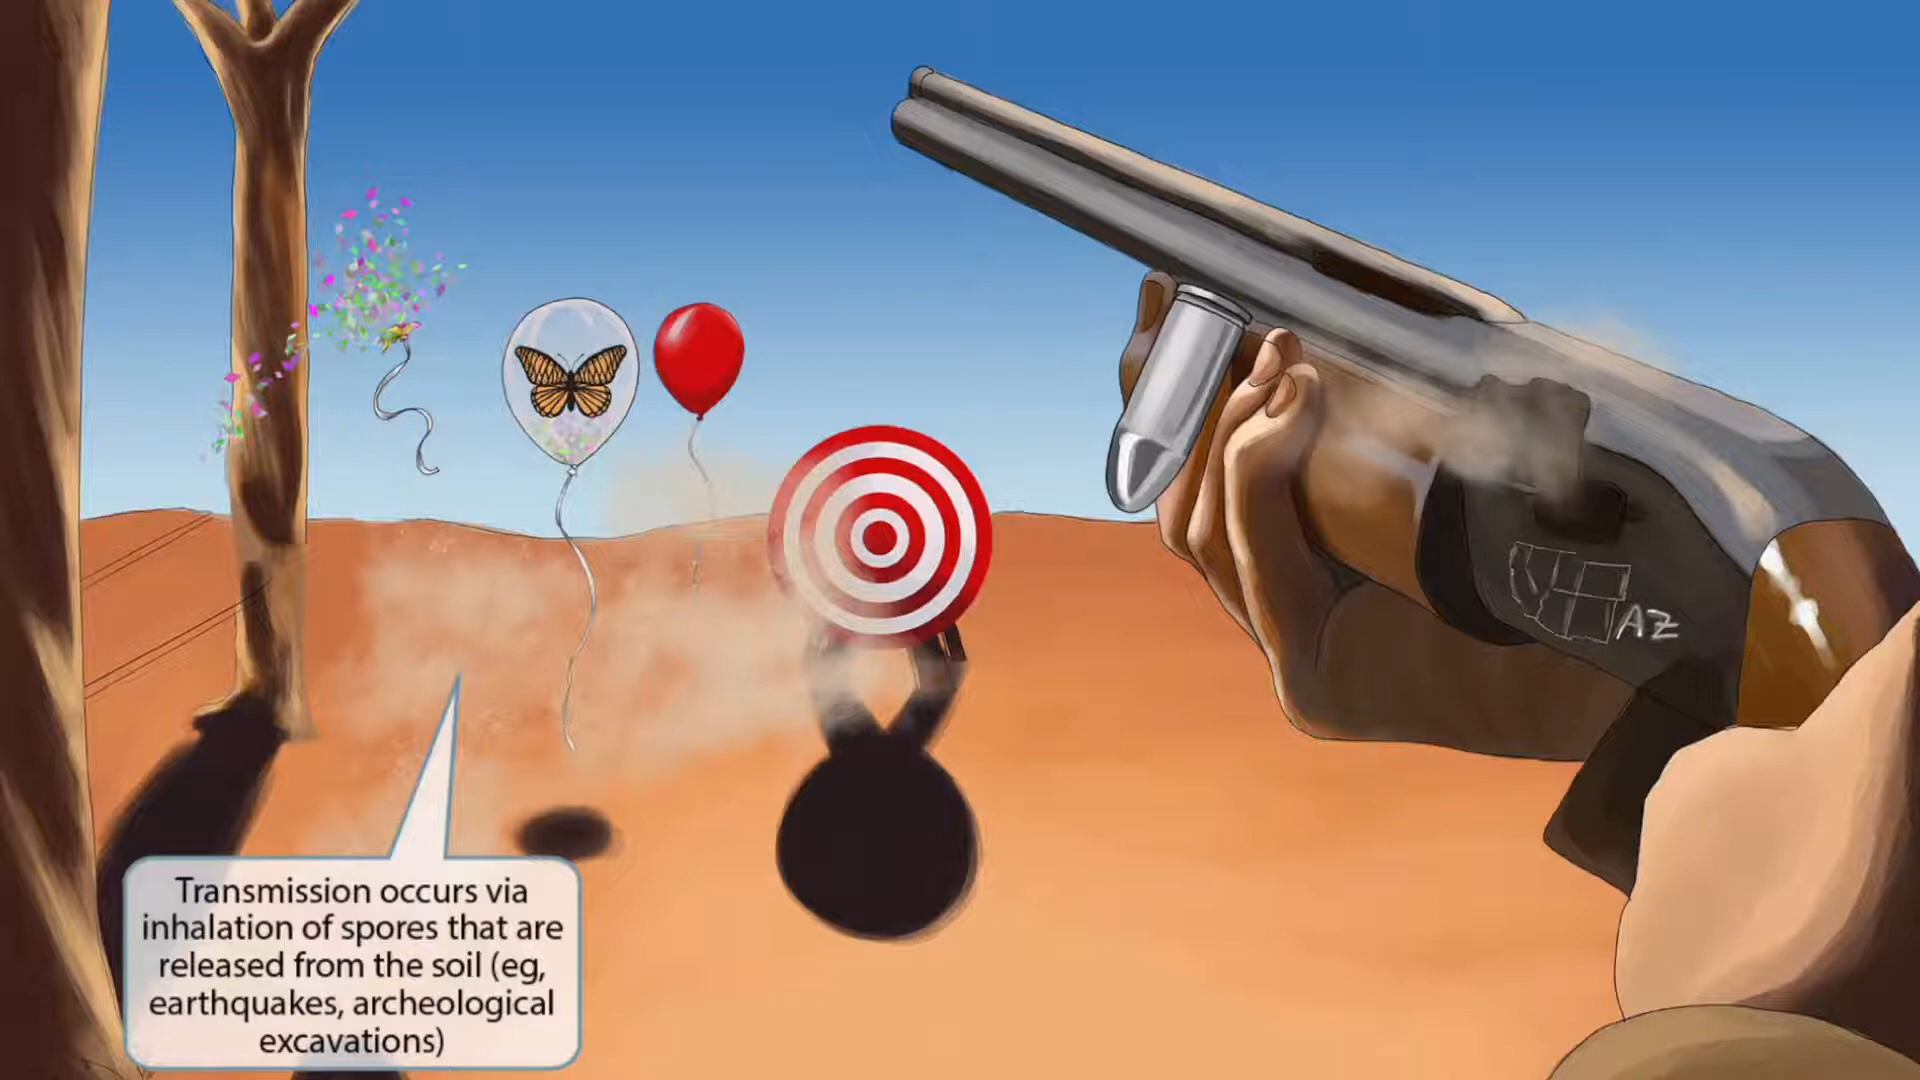 AZ
Transmission occurs via
inhalation of spores that are
released from the soil (eg,
earthquakes, archeological
excavations)